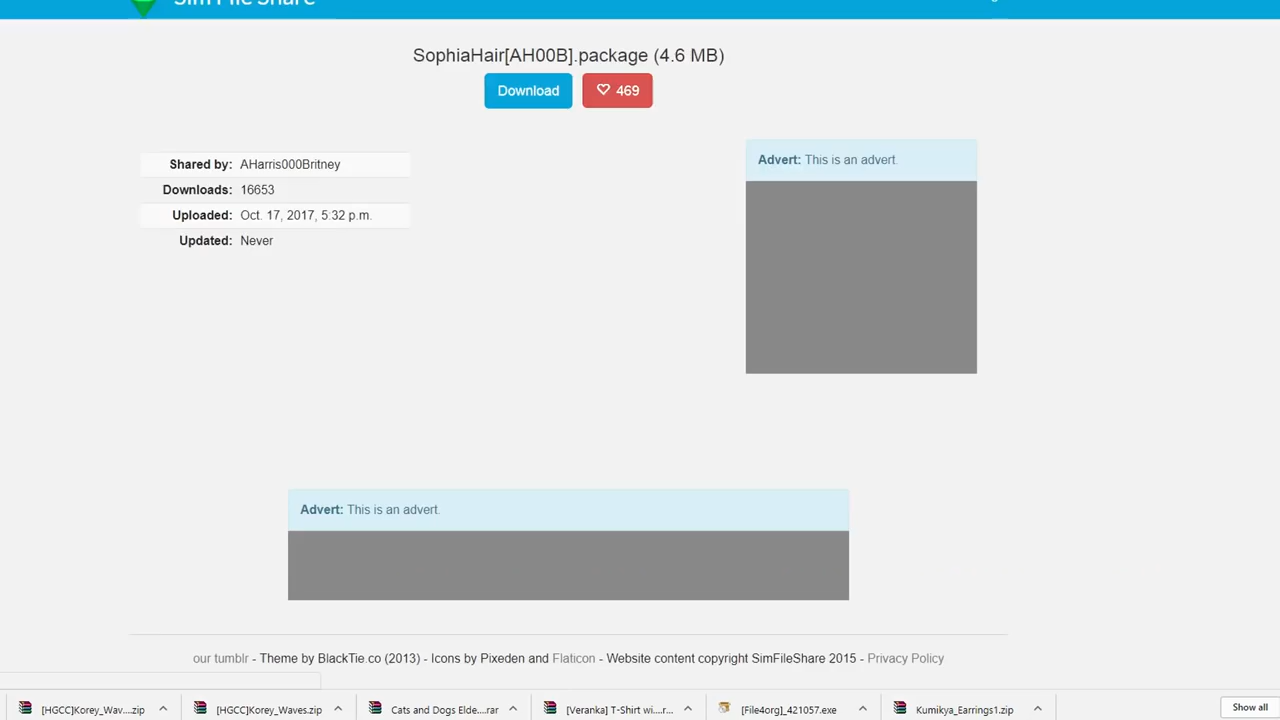 Sim File Share
SophiaHair[AH00B].package (4.6 MB)
Download
469
Shared by: AHarris000Britney
Downloads: 16653
Uploaded: Oct. 17, 2017, 5:32 p.m.
Updated: Never
Advert: This is an advert.
Advert: This is an advert.
our tumblr - Theme by BlackTie.co (2013) - Icons by Pixeden and Flaticon - Website content copyright SimFileShare 2015 - Privacy Policy
[HGCC]Korey_Wav....zip
[HGCC]Korey_Waves.zip
Cats and Dogs Elde....rar
[Veranka] T-Shirt wi....r...
[File4org]_421057.exe
Kumikya_Earrings1.zip
Show all